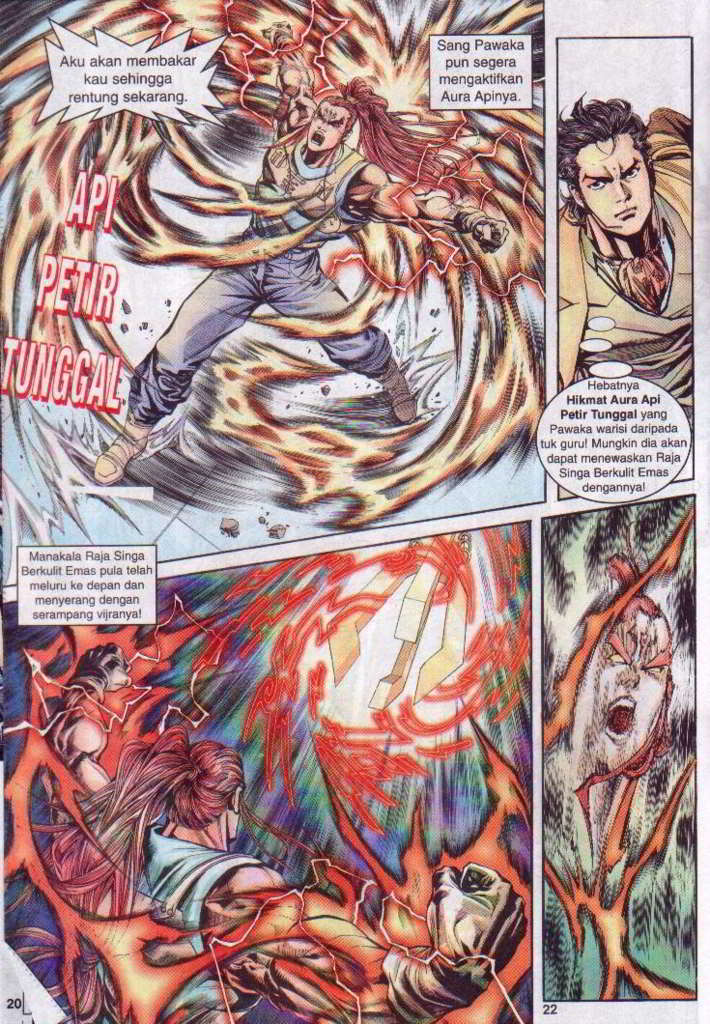 Aku akan membakar
kau sehingga
rentung sekarang.
Sang Pawaka
pun segera
mengaktifkan
Aura Apinya.
API
PETIR
TUNGGAL
Hebatnya
Hikmat Aura Api
Petir Tunggal yang
Pawaka warisi daripada
tuk guru! Mungkin dia akan
dapat menewaskan Raja
Singa Berkulit Emas
dengannya!
Manakala Raja Singa
Berkulit Emas pula telah
meluru ke depan dan
menyerang dengan
serampang vijranya!
20
22